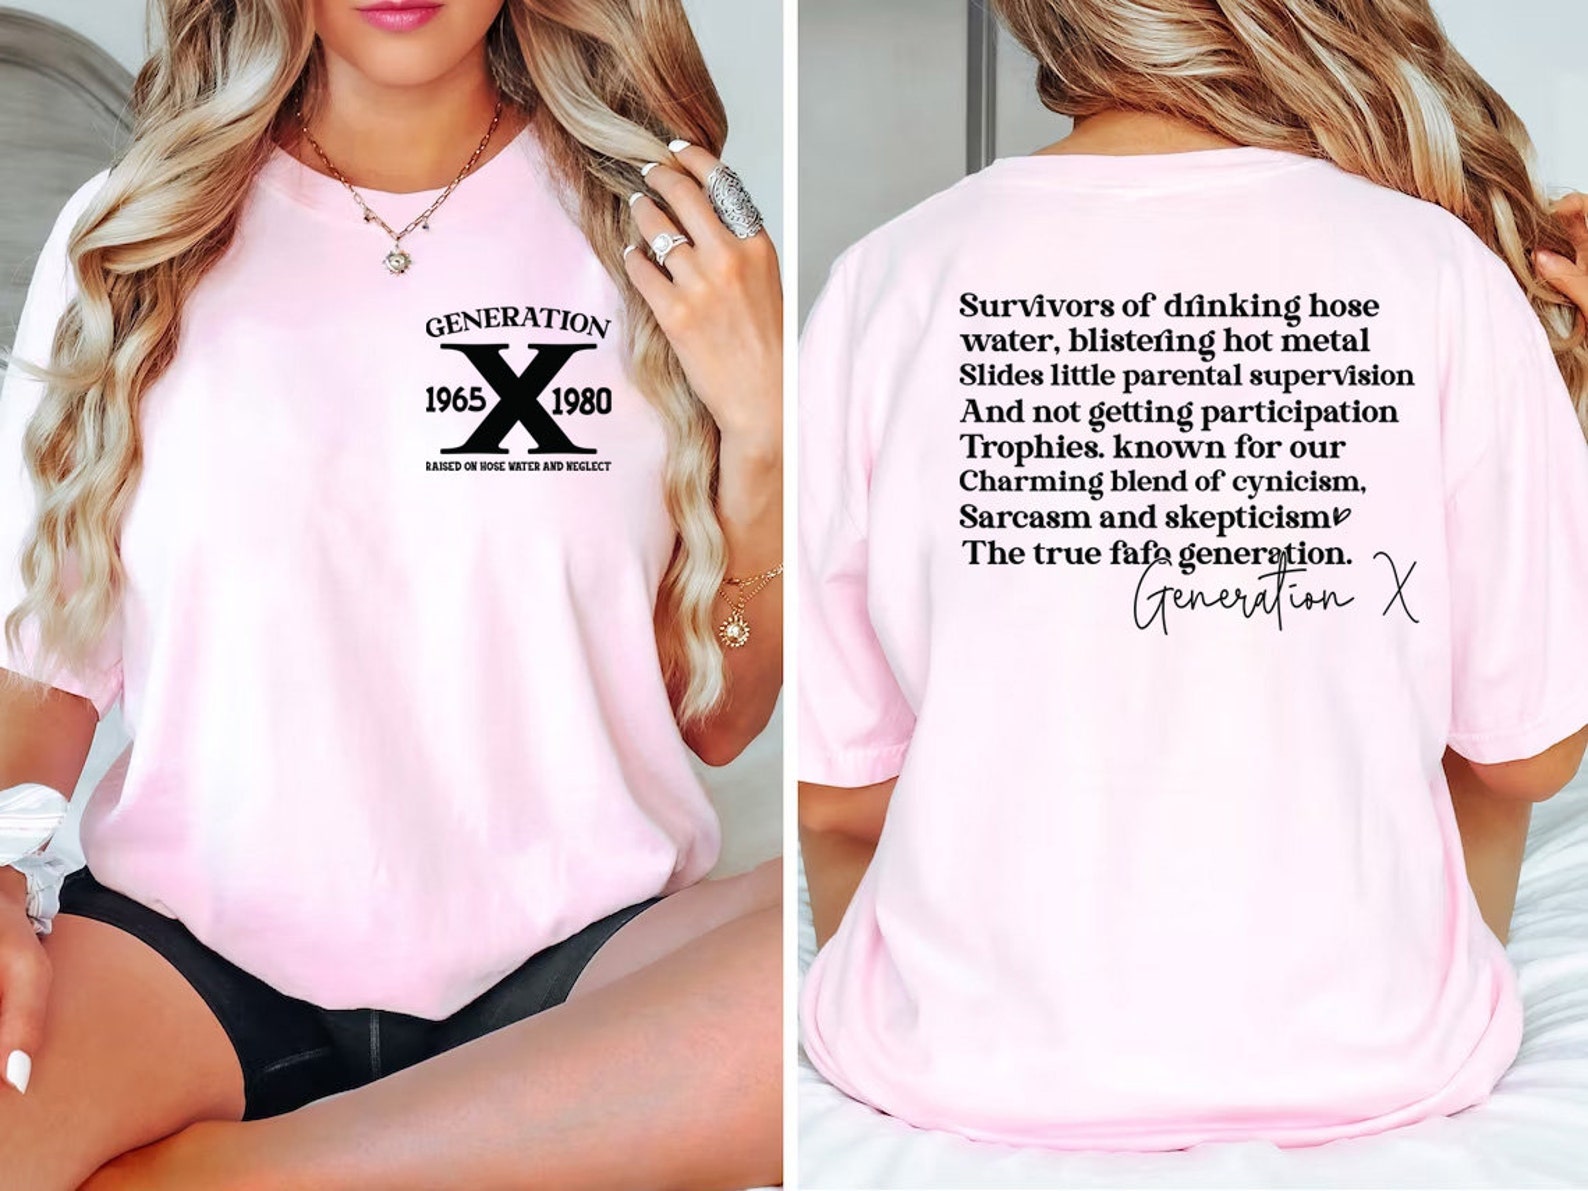 GENERATION
X
1965 1980
RAISED ON HOSE WATER AND NEGLECT
Survivors of drinking hose
water, blistering hot metal
Slides little parental supervision
And not getting participation
Trophies. known for our
Charming blend of cynicism,
Sarcasm and skepticism
The true fafo generation.
Generation X